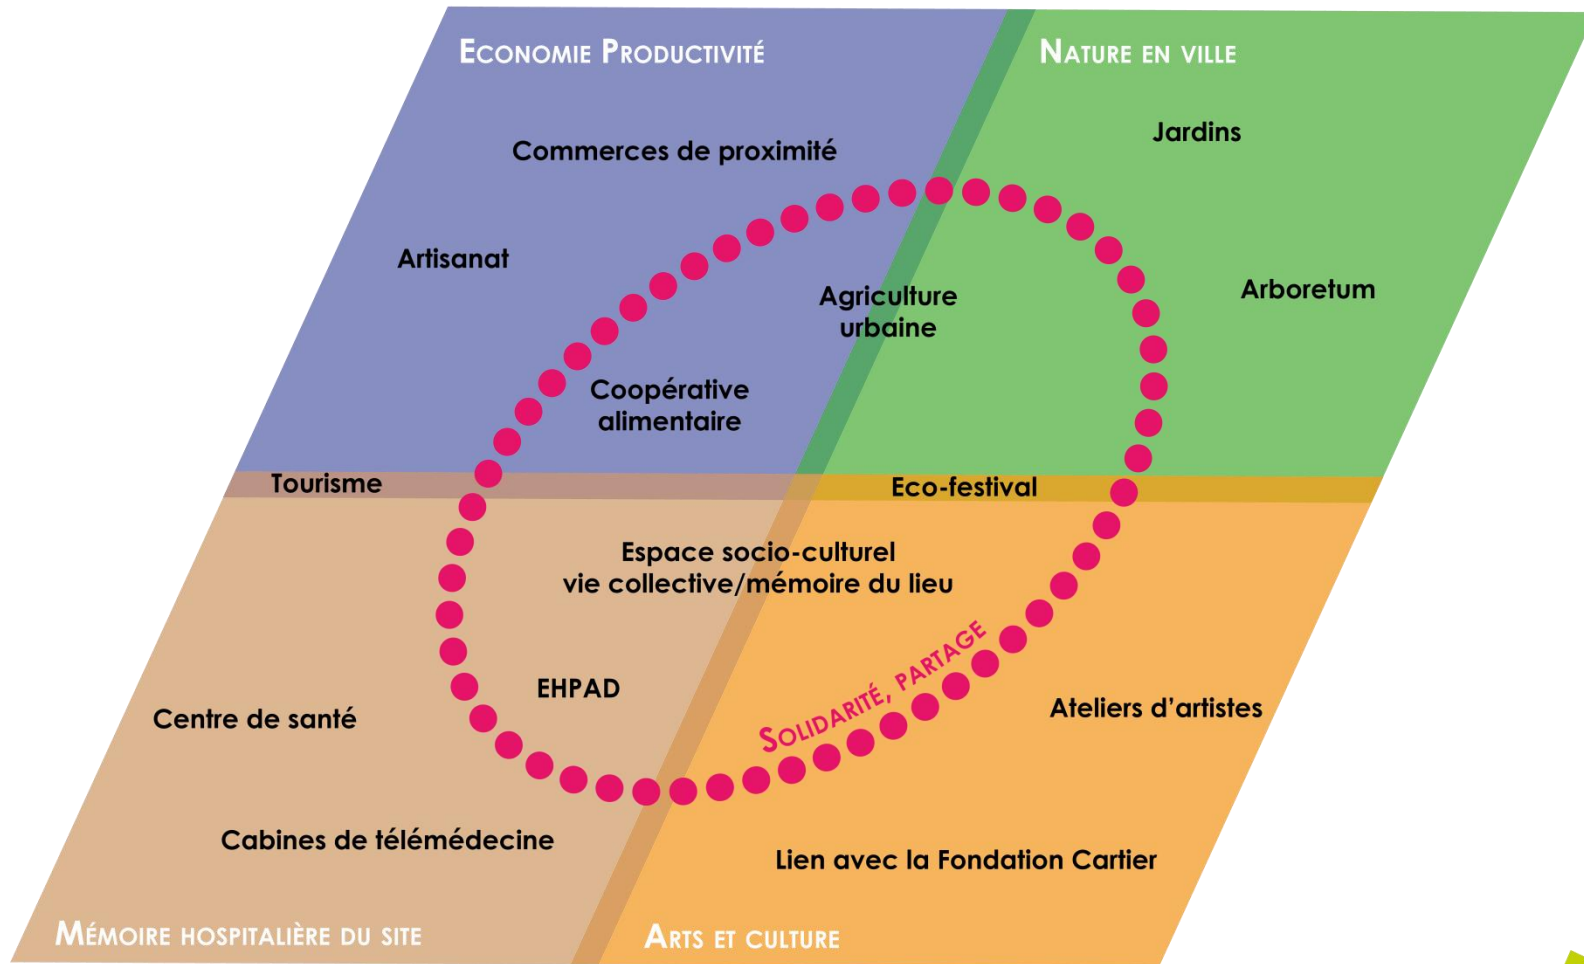 Economie Productivité
Nature en ville
Jardins
Commerces de proximité
Artisanat
Arboretum
Agriculture
urbaine
Coopérative
alimentaire
Tourisme
Eco-festival
Espace socio-culturel
vie collective/mémoire du lieu
Solidarité, partage
EHPAD
Centre de santé
Ateliers d'artistes
Cabines de télémédecine
Lien avec la Fondation Cartier
Mémoire hospitalière du site
Arts et culture